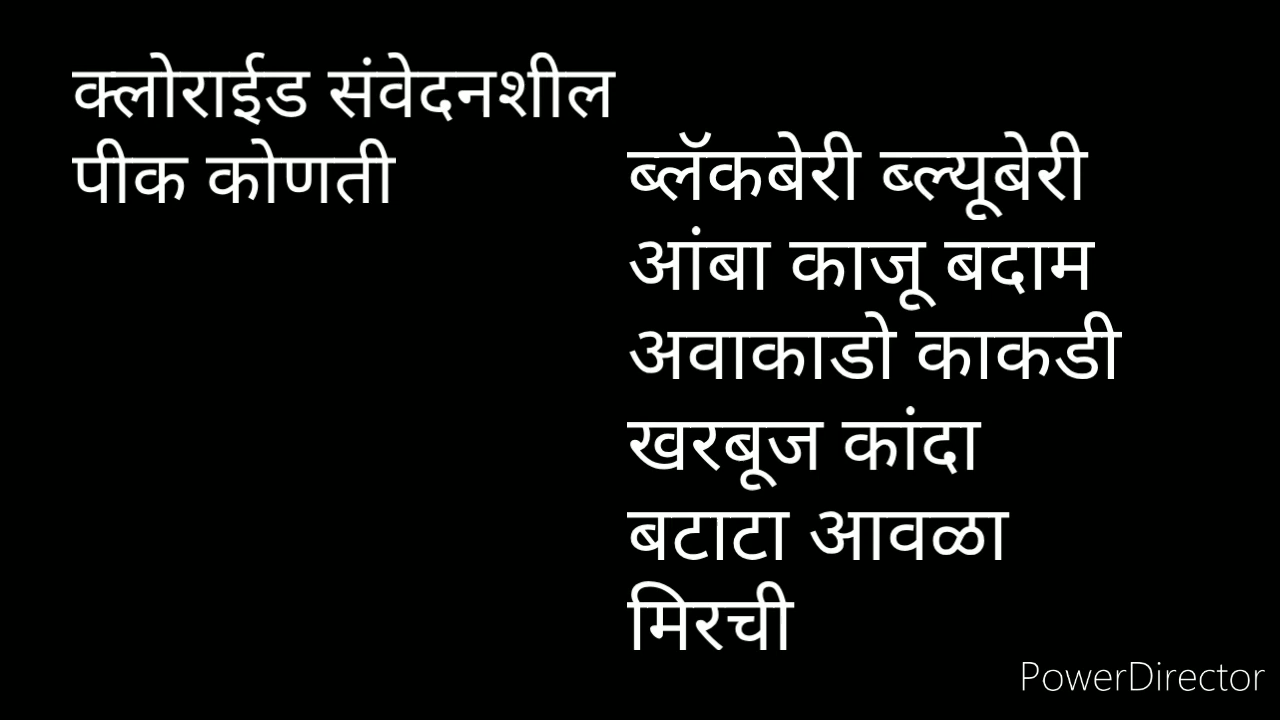 क्लोराईड संवेदनशील
पीक कोणती
ब्लॅकबेरी ब्ल्यूबेरी
आंबा काजू बदाम
अवाकाडो काकडी
खरबूज कांदा
बटाटा आवळा
मिरची
PowerDirector